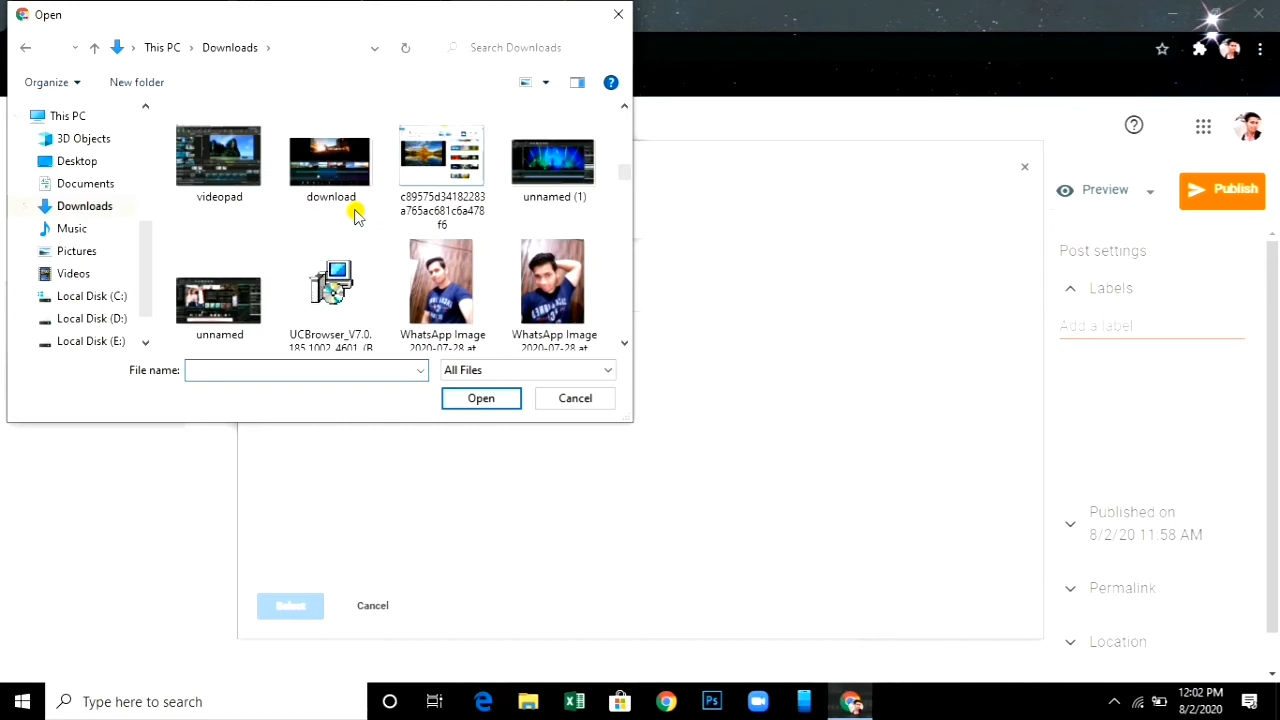 Open
This PC
Downloads
Search Downloads
Organize
New folder
This PC
3D Objects
Desktop
Documents
Downloads
Music
Pictures
Videos
Local Disk (C:)
Local Disk (D:)
Local Disk (E:)
videopad
download
c89575d34182283
a765ac681c6a478
f6
unnamed (1)
unnamed
UCBrowser_V7.0.
185.1002_4601_(B
WhatsApp Image
2020-07-28 at
WhatsApp Image
2020-07-28 at
File name:
All Files
Open
Cancel
Preview
Publish
Post settings
Labels
Add a label
Published on
8/2/20 11:58 AM
Permalink
Location
Select
Cancel
Type here to search
12:02 PM
8/2/2020